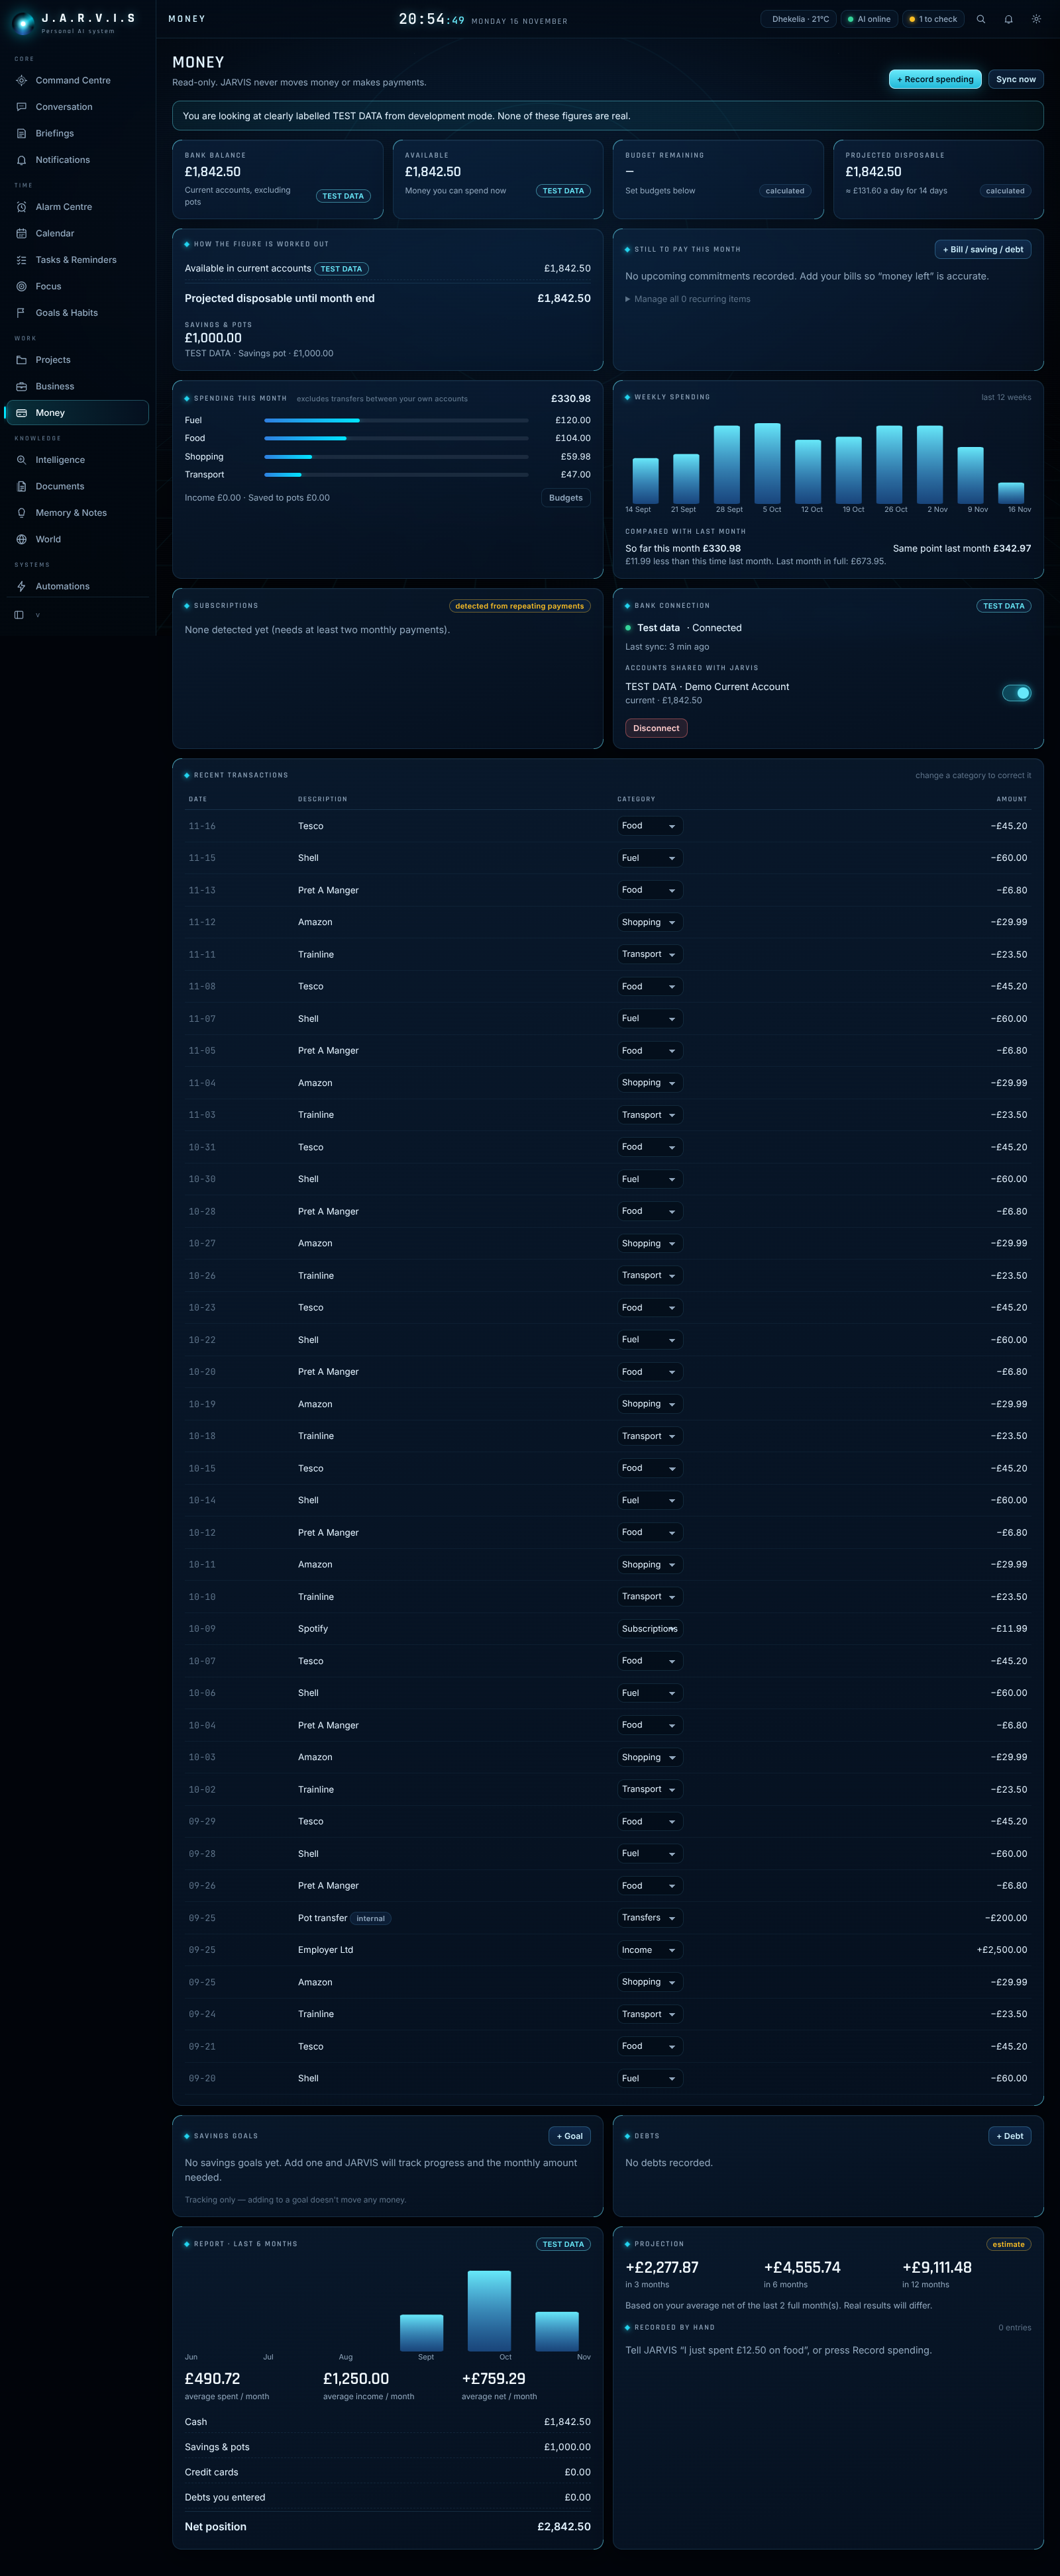 J.A.R.V.I.S
Personal AI system
CORE
Command Centre
Conversation
Briefings
Notifications
TIME
Alarm Centre
Calendar
Tasks & Reminders
Focus
Goals & Habits
WORK
Projects
Business
Money
KNOWLEDGE
Intelligence
Documents
Memory & Notes
World
SYSTEMS
Automations
v
MONEY
20:54:49 MONDAY 16 NOVEMBER
Dhekelia · 21°C
AI online
1 to check
MONEY
Read-only. JARVIS never moves money or makes payments.
+ Record spending
Sync now
You are looking at clearly labelled TEST DATA from development mode. None of these figures are real.
BANK BALANCE
£1,842.50
Current accounts, excluding
pots
TEST DATA
AVAILABLE
£1,842.50
Money you can spend now
TEST DATA
BUDGET REMAINING
—
Set budgets below
calculated
PROJECTED DISPOSABLE
£1,842.50
≈ £131.60 a day for 14 days
calculated
HOW THE FIGURE IS WORKED OUT
Available in current accounts TEST DATA £1,842.50
Projected disposable until month end £1,842.50
SAVINGS & POTS
£1,000.00
TEST DATA · Savings pot · £1,000.00
STILL TO PAY THIS MONTH
+ Bill / saving / debt
No upcoming commitments recorded. Add your bills so “money left” is accurate.
Manage all 0 recurring items
SPENDING THIS MONTH excludes transfers between your own accounts £330.98
Fuel £120.00
Food £104.00
Shopping £59.98
Transport £47.00
Income £0.00 · Saved to pots £0.00
Budgets
WEEKLY SPENDING last 12 weeks
14 Sept 21 Sept 28 Sept 5 Oct 12 Oct 19 Oct 26 Oct 2 Nov 9 Nov 16 Nov
COMPARED WITH LAST MONTH
So far this month £330.98 Same point last month £342.97
£11.99 less than this time last month. Last month in full: £673.95.
SUBSCRIPTIONS
detected from repeating payments
None detected yet (needs at least two monthly payments).
BANK CONNECTION
TEST DATA
Test data · Connected
Last sync: 3 min ago
ACCOUNTS SHARED WITH JARVIS
TEST DATA · Demo Current Account
current · £1,842.50
Disconnect
RECENT TRANSACTIONS change a category to correct it
DATE DESCRIPTION CATEGORY AMOUNT
11-16 Tesco Food −£45.20
11-15 Shell Fuel −£60.00
11-13 Pret A Manger Food −£6.80
11-12 Amazon Shopping −£29.99
11-11 Trainline Transport −£23.50
11-08 Tesco Food −£45.20
11-07 Shell Fuel −£60.00
11-05 Pret A Manger Food −£6.80
11-04 Amazon Shopping −£29.99
11-03 Trainline Transport −£23.50
10-31 Tesco Food −£45.20
10-30 Shell Fuel −£60.00
10-28 Pret A Manger Food −£6.80
10-27 Amazon Shopping −£29.99
10-26 Trainline Transport −£23.50
10-23 Tesco Food −£45.20
10-22 Shell Fuel −£60.00
10-20 Pret A Manger Food −£6.80
10-19 Amazon Shopping −£29.99
10-18 Trainline Transport −£23.50
10-15 Tesco Food −£45.20
10-14 Shell Fuel −£60.00
10-12 Pret A Manger Food −£6.80
10-11 Amazon Shopping −£29.99
10-10 Trainline Transport −£23.50
10-09 Spotify Subscriptions −£11.99
10-07 Tesco Food −£45.20
10-06 Shell Fuel −£60.00
10-04 Pret A Manger Food −£6.80
10-03 Amazon Shopping −£29.99
10-02 Trainline Transport −£23.50
09-29 Tesco Food −£45.20
09-28 Shell Fuel −£60.00
09-26 Pret A Manger Food −£6.80
09-25 Pot transfer internal Transfers −£200.00
09-25 Employer Ltd Income +£2,500.00
09-25 Amazon Shopping −£29.99
09-24 Trainline Transport −£23.50
09-21 Tesco Food −£45.20
09-20 Shell Fuel −£60.00
SAVINGS GOALS
+ Goal
No savings goals yet. Add one and JARVIS will track progress and the monthly amount
needed.
Tracking only — adding to a goal doesn't move any money.
DEBTS
+ Debt
No debts recorded.
REPORT · LAST 6 MONTHS
TEST DATA
Jun Jul Aug Sept Oct Nov
£490.72 £1,250.00 +£759.29
average spent / month average income / month average net / month
Cash £1,842.50
Savings & pots £1,000.00
Credit cards £0.00
Debts you entered £0.00
Net position £2,842.50
PROJECTION
estimate
+£2,277.87 +£4,555.74 +£9,111.48
in 3 months in 6 months in 12 months
Based on your average net of the last 2 full month(s). Real results will differ.
RECORDED BY HAND 0 entries
Tell JARVIS “I just spent £12.50 on food”, or press Record spending.